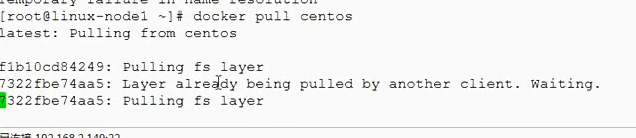 Temporary failure in name resolution
[root@linux-node1 ~]# docker pull centos
latest: Pulling from centos
f1b10cd84249: Pulling fs layer
7322fbe74aa5: Layer already being pulled by another client. Waiting.
7322fbe74aa5: Pulling fs layer
已连接 192.168.2.149:22